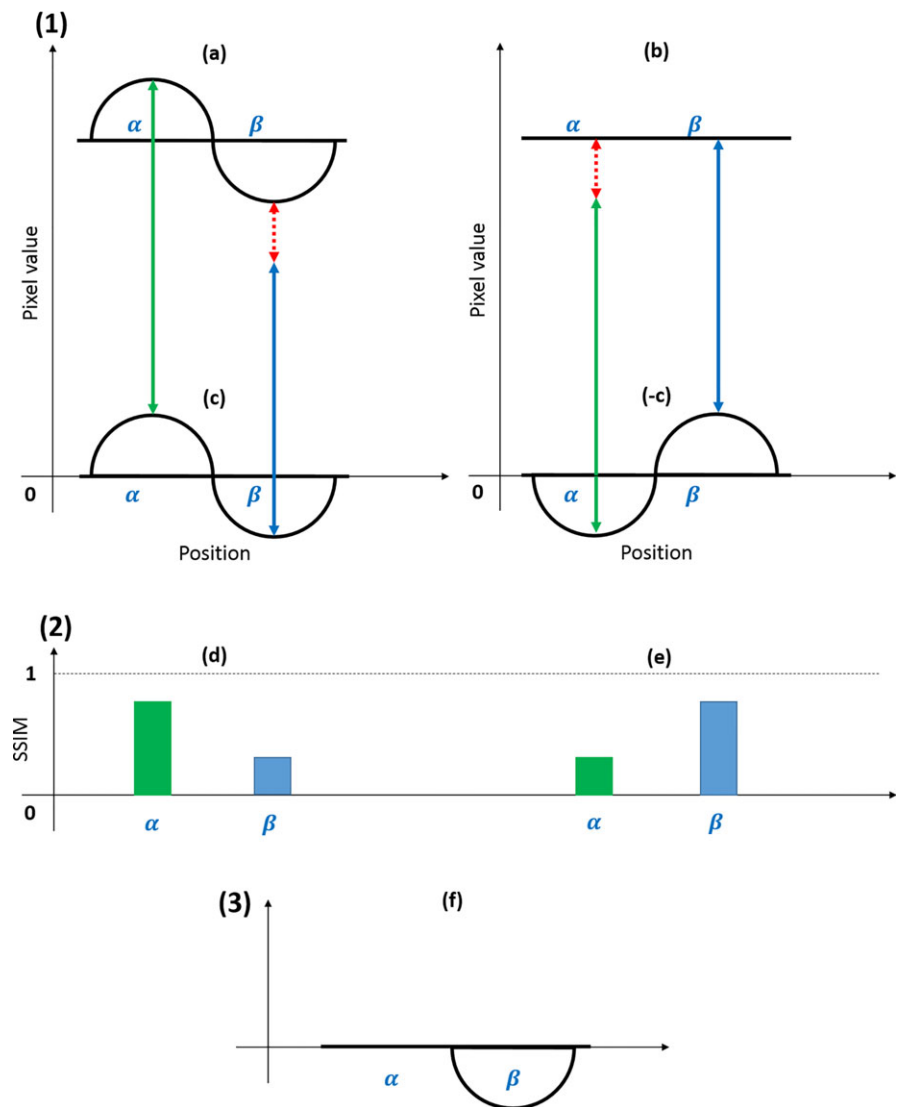 (1)
(a)
(b)
α
β
α
β
Pixel value
Pixel value
(c)
(-c)
0
α
β
0
α
β
Position
Position
(2)
(d)
(e)
1
SSIM
0
α
β
α
β
(3)
(f)
α
β